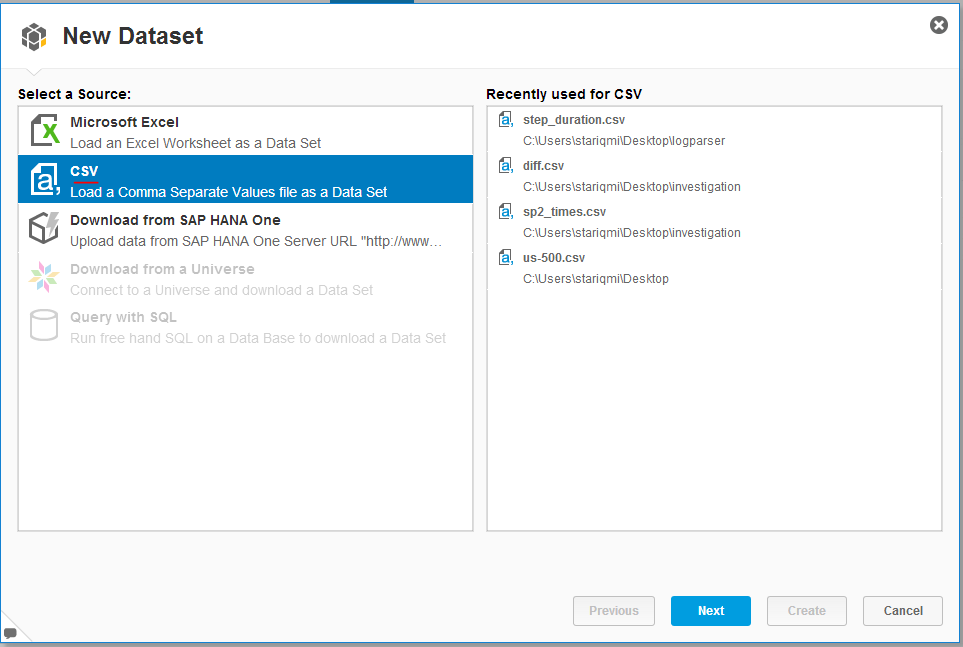 New Dataset
Select a Source:
Microsoft Excel
Load an Excel Worksheet as a Data Set
CSV
Load a Comma Separate Values file as a Data Set
Download from SAP HANA One
Upload data from SAP HANA One Server URL "http://www...
Download from a Universe
Connect to a Universe and download a Data Set
Query with SQL
Run free hand SQL on a Data Base to download a Data Set
Recently used for CSV
step_duration.csv
C:\Users\stariqmi\Desktop\logparser
diff.csv
C:\Users\stariqmi\Desktop\investigation
sp2_times.csv
C:\Users\stariqmi\Desktop\investigation
us-500.csv
C:\Users\stariqmi\Desktop
Previous
Next
Create
Cancel